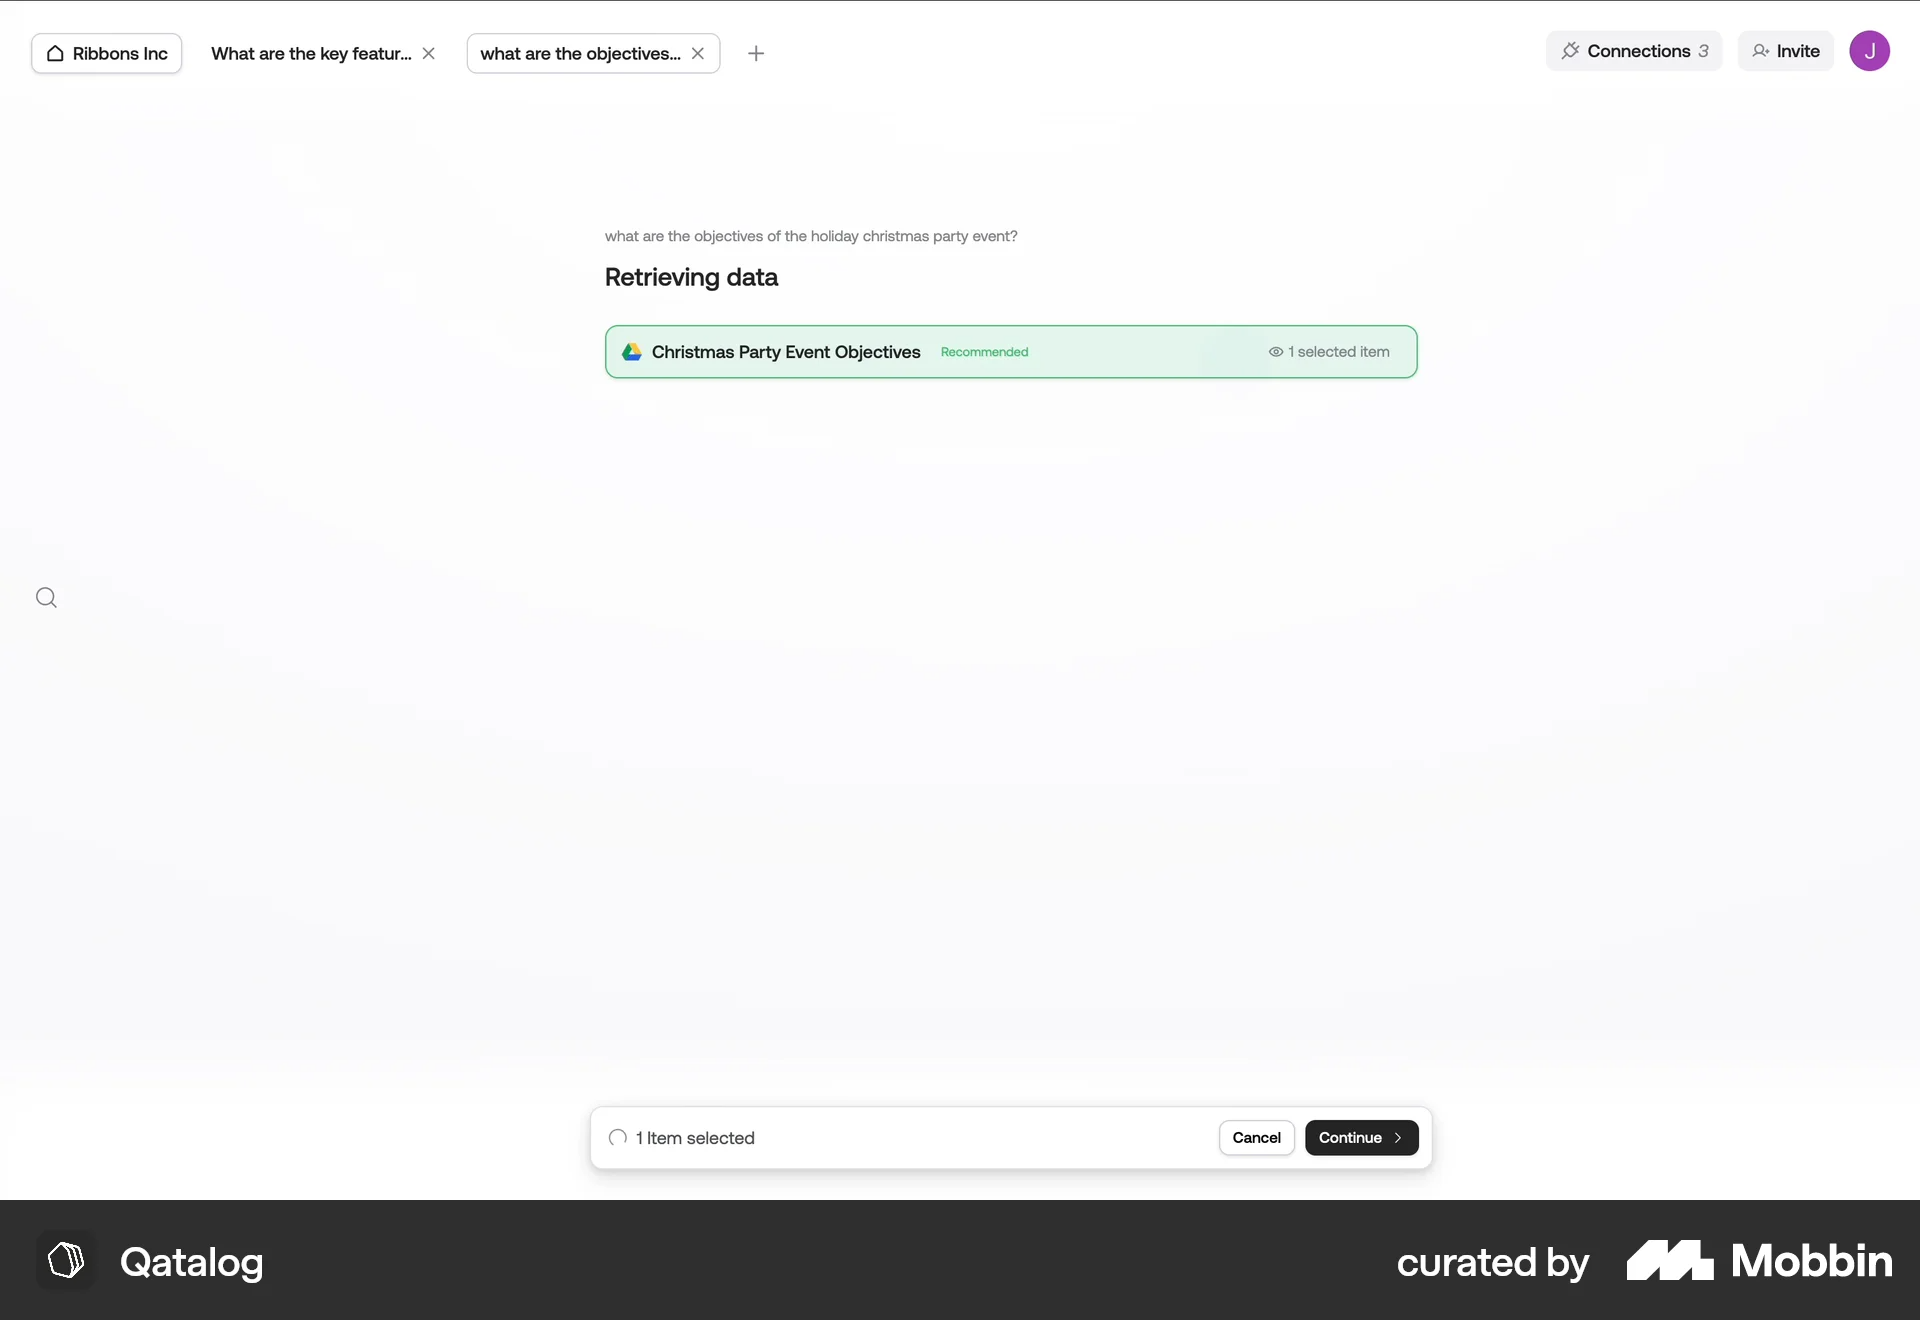 Ribbons Inc
What are the key featur...
what are the objectives...
Connections 3
Invite
J
what are the objectives of the holiday christmas party event?
Retrieving data
Christmas Party Event Objectives
Recommended
1 selected item
1 Item selected
Cancel
Continue
Qatalog
curated by
Mobbin